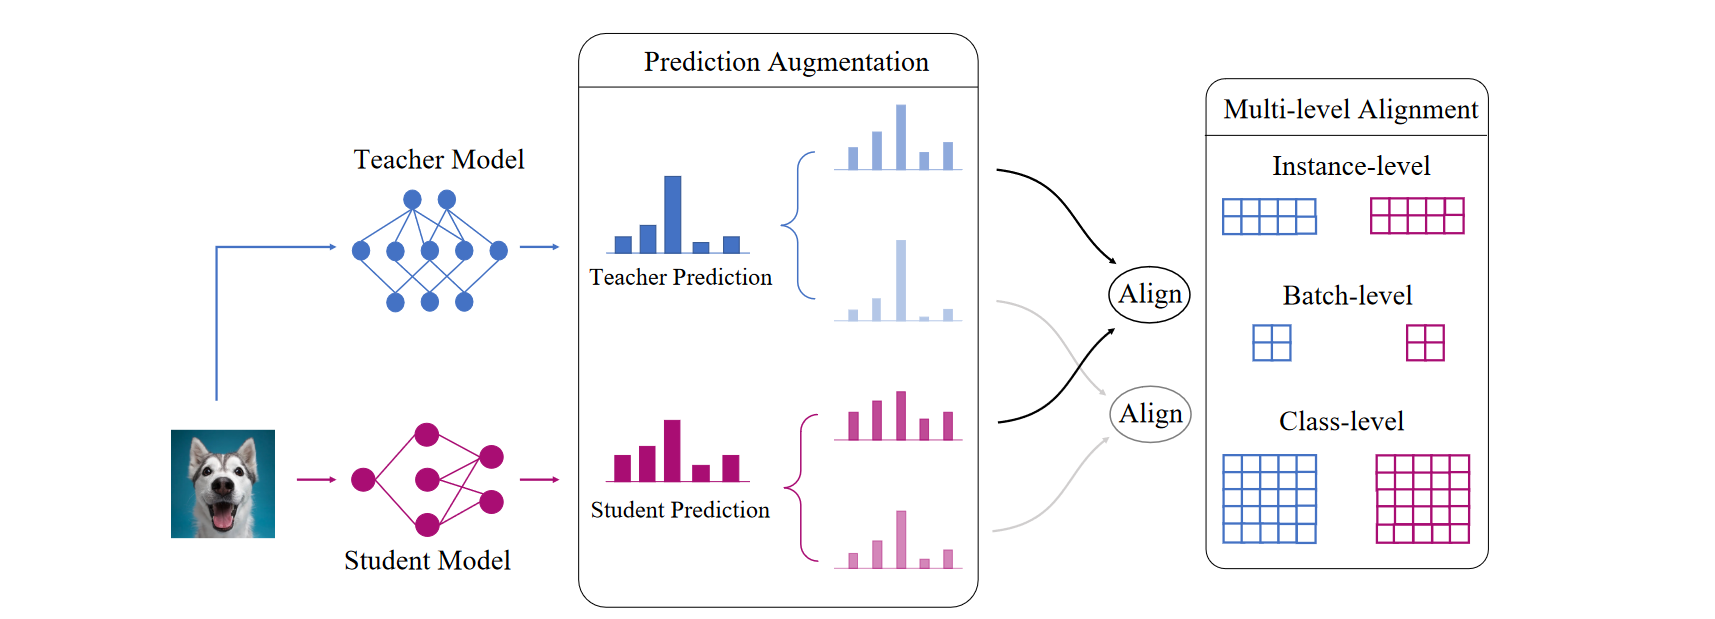 Prediction Augmentation
Multi-level Alignment
Teacher Model
Instance-level
Teacher Prediction
Align
Batch-level
Align
Class-level
Student Prediction
Student Model